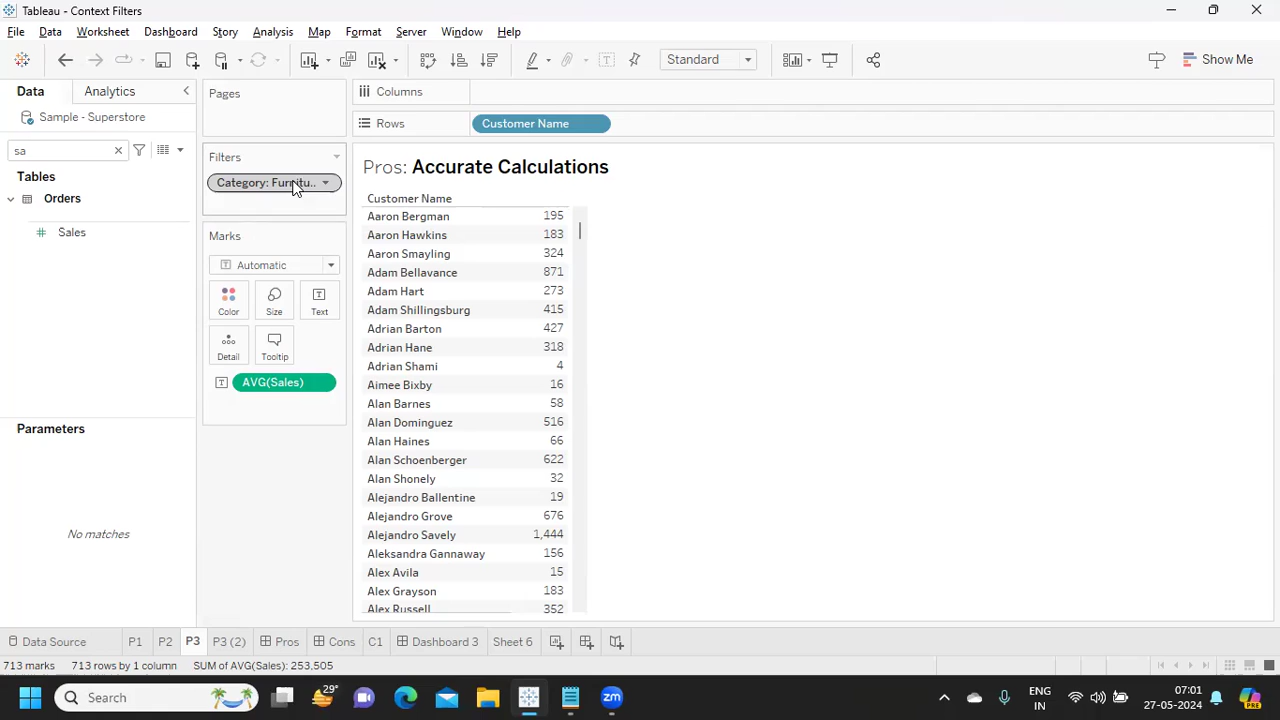 Tableau - Context Filters
File Data Worksheet Dashboard Story Analysis Map Format Server Window Help
Standard
Show Me
Data Analytics
Sample - Superstore
sa
Tables
Orders
Sales
Parameters
No matches
Pages
Filters
Category: Furnitu..
Marks
Automatic
Color Size Text
Detail Tooltip
AVG(Sales)
Columns
Rows Customer Name
Pros: Accurate Calculations
Customer Name
Aaron Bergman 195
Aaron Hawkins 183
Aaron Smayling 324
Adam Bellavance 871
Adam Hart 273
Adam Shillingsburg 415
Adrian Barton 427
Adrian Hane 318
Adrian Shami 4
Aimee Bixby 16
Alan Barnes 58
Alan Dominguez 516
Alan Haines 66
Alan Schoenberger 622
Alan Shonely 32
Alejandro Ballentine 19
Alejandro Grove 676
Alejandro Savely 1,444
Aleksandra Gannaway 156
Alex Avila 15
Alex Grayson 183
Alex Russell 352
Data Source P1 P2 P3 P3 (2) Pros Cons C1 Dashboard 3 Sheet 6
713 marks 713 rows by 1 column SUM of AVG(Sales): 253.505
Search
29°
zm
ENG
IN
07:01
27-05-2024
PRE